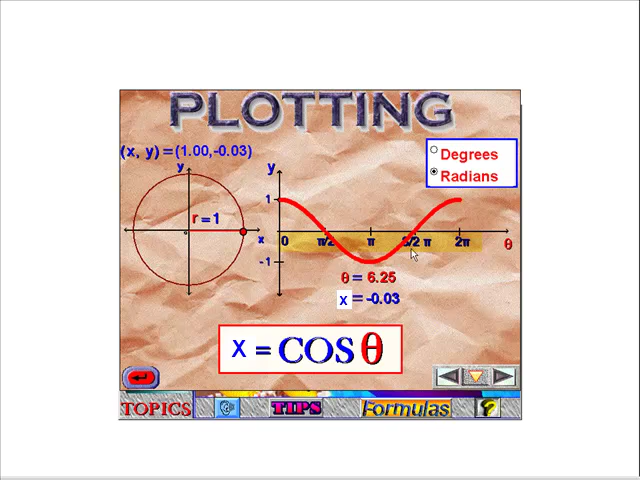 PLOTTING
(x, y) = (1.00,-0.03)
Degrees
Radians
y
y
1
r = 1
x
0 π/2 π 3/2 π 2π θ
-1
θ = 6.25
x = -0.03
x = COS θ
TOPICS TIPS Formulas ?